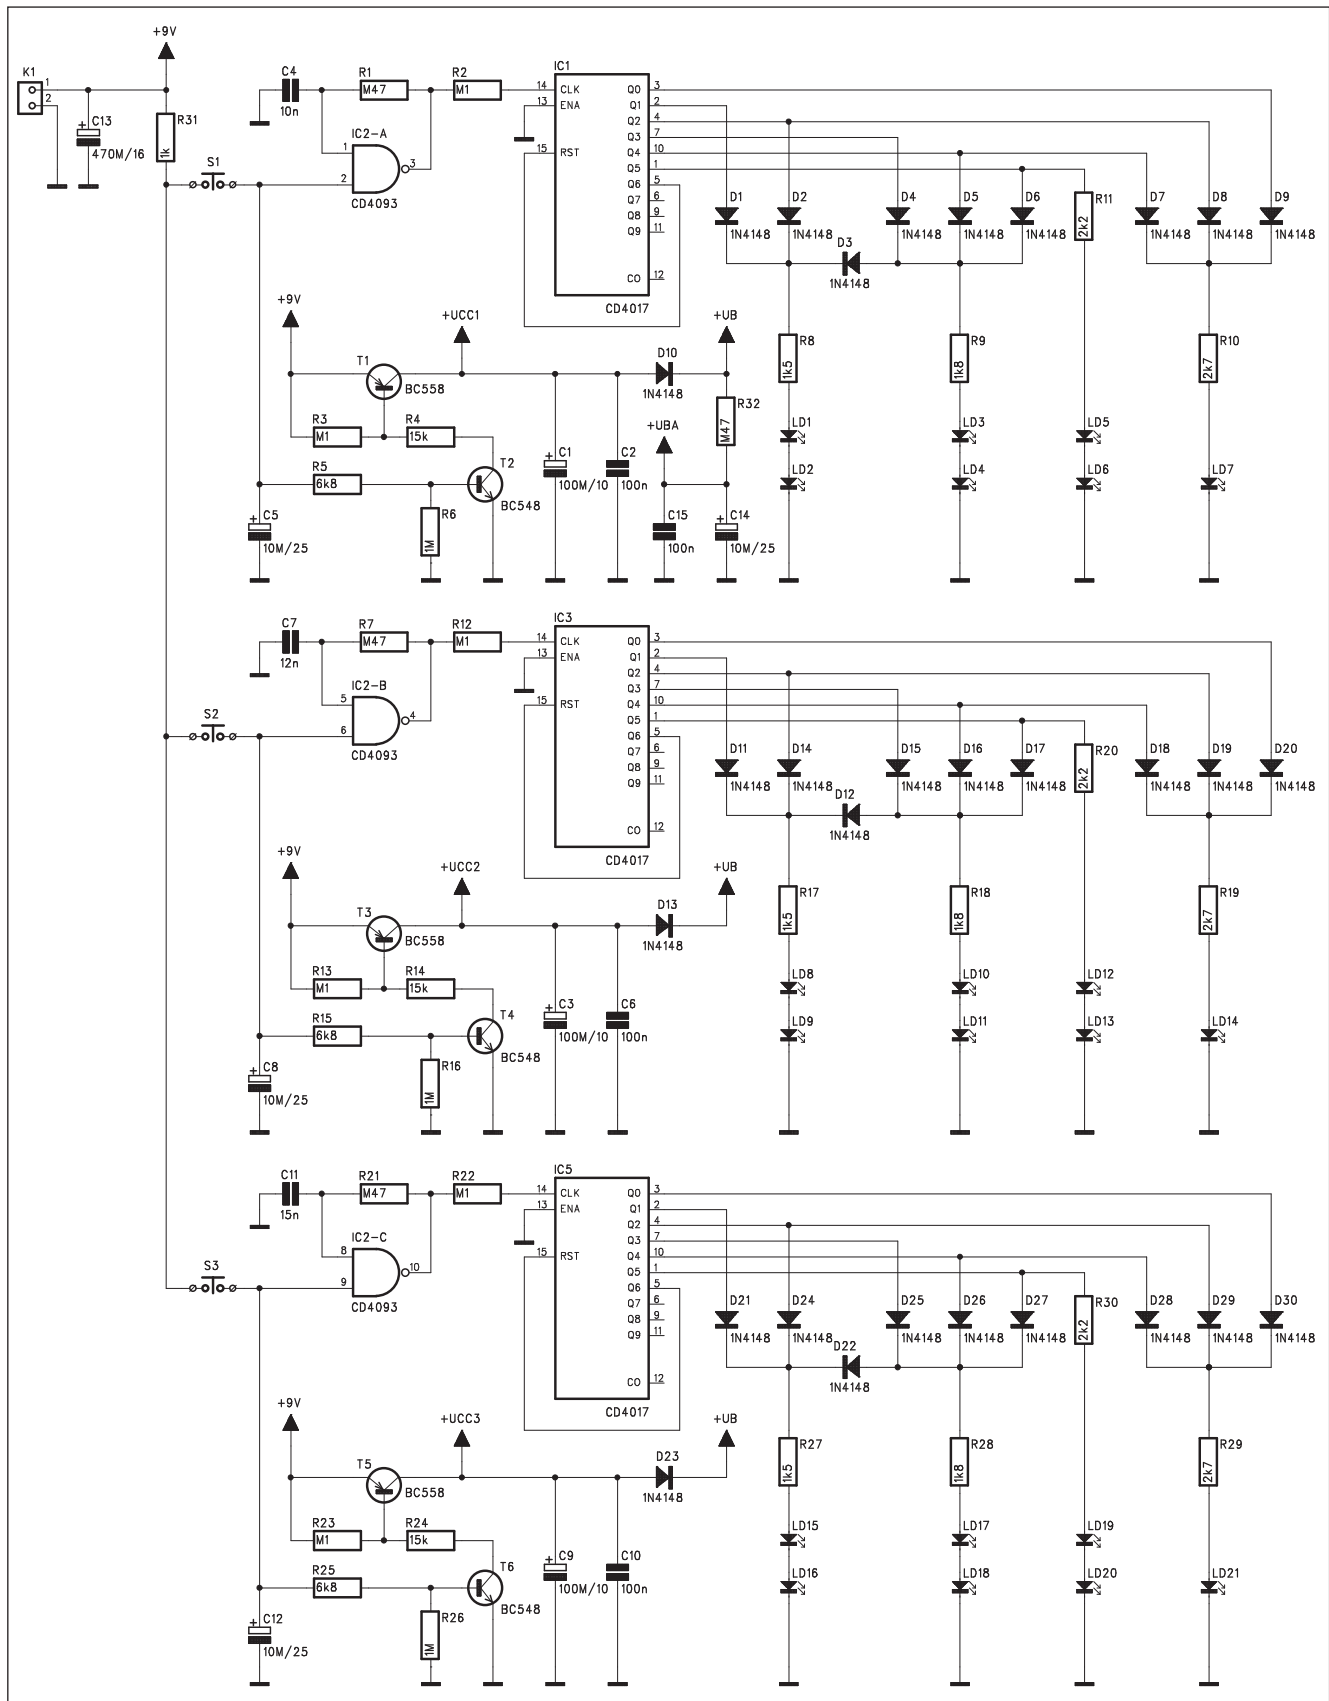 +9V
K1
1
2
C13
470M/16
R31
1k
S1
C4
10n
R1
M47
R2
M1
IC2-A
1
2
3
CD4093
IC1
14 CLK
13 ENA
15 RST
Q0 3
Q1 2
Q2 4
Q3 7
Q4 10
Q5 1
Q6 5
Q7 6
Q8 9
Q9 11
CO 12
CD4017
D1
1N4148
D2
1N4148
D3
1N4148
D4
1N4148
D5
1N4148
D6
1N4148
R11
2k2
D7
1N4148
D8
1N4148
D9
1N4148
+9V
+UCC1
+UB
T1
BC558
R3
M1
R4
15k
R5
6k8
T2
BC548
R6
1M
C5
10M/25
C1
100M/10
C2
100n
D10
1N4148
R32
M47
+UBA
C15
100n
C14
10M/25
R8
1k5
R9
1k8
R10
2k7
LD1
LD2
LD3
LD4
LD5
LD6
LD7
S2
C7
12n
R7
M47
R12
M1
IC2-B
5
6
4
CD4093
IC3
14 CLK
13 ENA
15 RST
Q0 3
Q1 2
Q2 4
Q3 7
Q4 10
Q5 1
Q6 5
Q7 6
Q8 9
Q9 11
CO 12
CD4017
D11
1N4148
D14
1N4148
D12
1N4148
D15
1N4148
D16
1N4148
D17
1N4148
R20
2k2
D18
1N4148
D19
1N4148
D20
1N4148
+9V
+UCC2
+UB
T3
BC558
R13
M1
R14
15k
R15
6k8
T4
BC548
R16
1M
C8
10M/25
C3
100M/10
C6
100n
D13
1N4148
R17
1k5
R18
1k8
R19
2k7
LD8
LD9
LD10
LD11
LD12
LD13
LD14
S3
C11
15n
R21
M47
R22
M1
IC2-C
8
9
10
CD4093
IC5
14 CLK
13 ENA
15 RST
Q0 3
Q1 2
Q2 4
Q3 7
Q4 10
Q5 1
Q6 5
Q7 6
Q8 9
Q9 11
CO 12
CD4017
D21
1N4148
D24
1N4148
D22
1N4148
D25
1N4148
D26
1N4148
D27
1N4148
R30
2k2
D28
1N4148
D29
1N4148
D30
1N4148
+9V
+UCC3
+UB
T5
BC558
R23
M1
R24
15k
R25
6k8
T6
BC548
R26
1M
C12
10M/25
C9
100M/10
C10
100n
D23
1N4148
R27
1k5
R28
1k8
R29
2k7
LD15
LD16
LD17
LD18
LD19
LD20
LD21